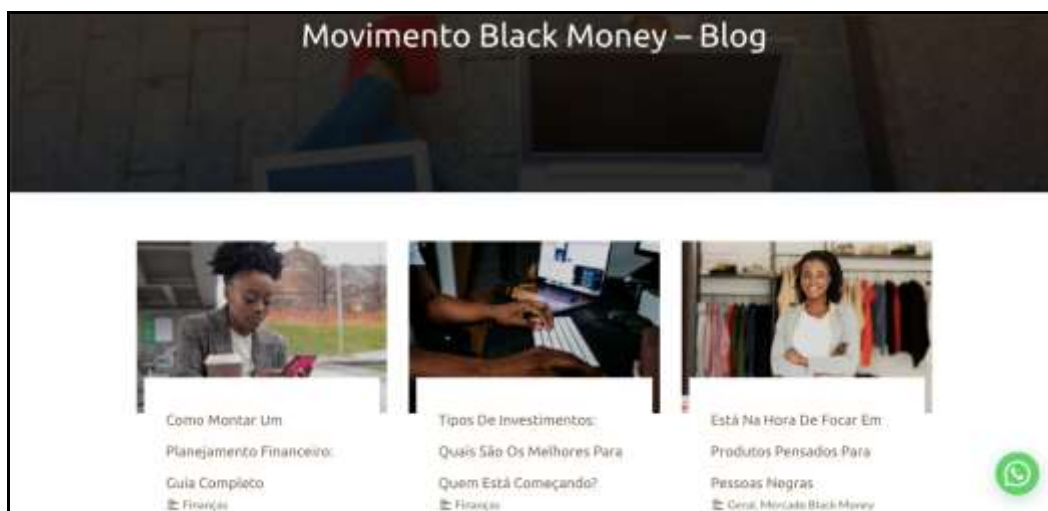 Movimento Black Money – Blog
Como Montar Um
Planejamento Financeiro:
Guia Completo
Finanças
Tipos De Investimentos:
Quais São Os Melhores Para
Quem Está Começando?
Finanças
Está Na Hora De Focar Em
Produtos Pensados Para
Pessoas Negras
Geral, Mercado Black Money